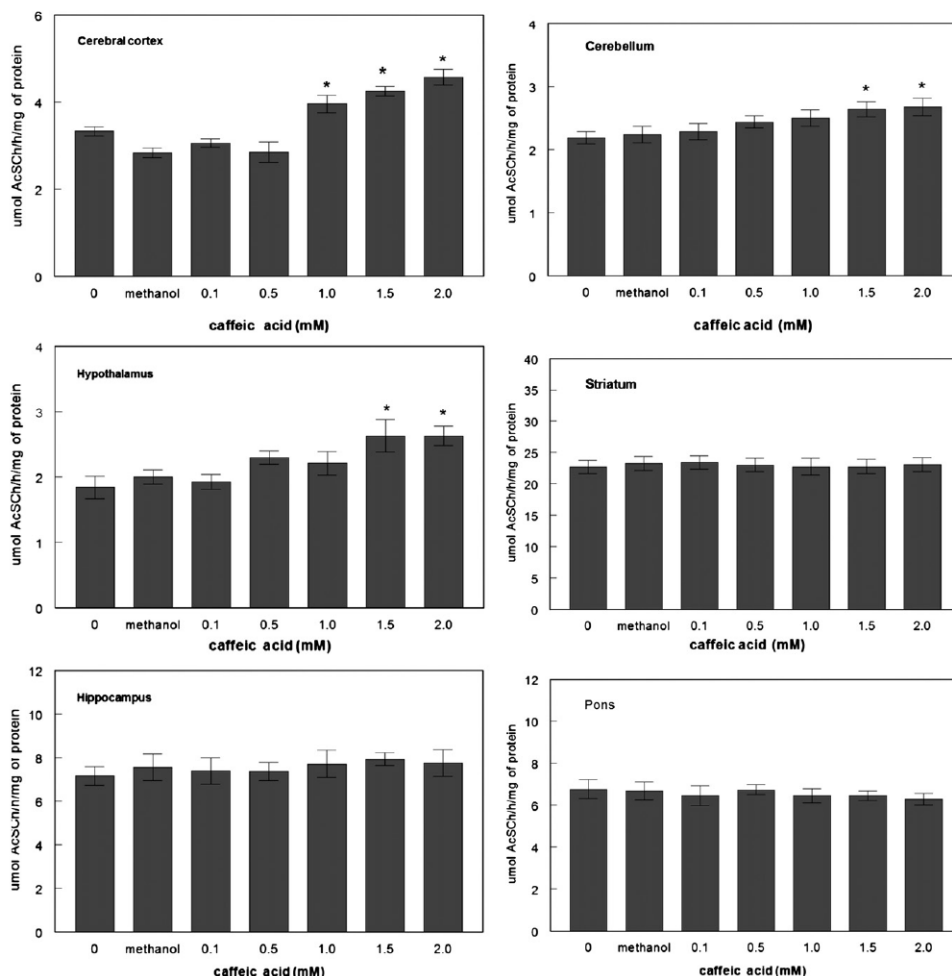 Cerebral cortex
umol AcSCh/h/mg of protein
6
4
2
0
* * *
0 methanol 0.1 0.5 1.0 1.5 2.0
caffeic acid (mM)
Cerebellum
umol AcSCh/h/mg of protein
4
3
2
1
0
* *
0 methanol 0.1 0.5 1.0 1.5 2.0
caffeic acid (mM)
Hypothalamus
umol AcSCh/h/mg of protein
4
3
2
1
0
* *
0 methanol 0.1 0.5 1.0 1.5 2.0
caffeic acid (mM)
Striatum
umol AcSCh/h/mg of protein
40
35
30
25
20
15
10
5
0
0 methanol 0.1 0.5 1.0 1.5 2.0
caffeic acid (mM)
Hippocampus
umol AcSCh/h/mg of protein
12
10
8
6
4
2
0
0 methanol 0.1 0.5 1.0 1.5 2.0
caffeic acid (mM)
Pons
umol AcSCh/h/mg of protein
12
10
8
6
4
2
0
0 methanol 0.1 0.5 1.0 1.5 2.0
caffeic acid (mM)